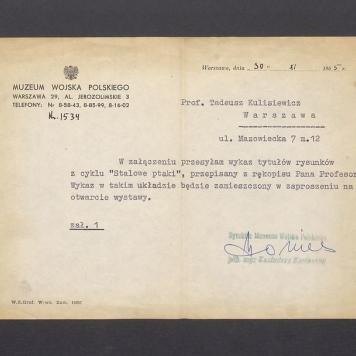 MUZEUM WOJSKA POLSKIEGO
WARSZAWA 29, AL. JEROZOLIMSKIE 3
TELEFONY: Nr 8-58-43, 8-85-99, 8-16-02
N. 1534
Warszawa, dnia 30 XI 1965 r.
Prof. Tadeusz Kulisiewicz
Warszawa
ul. Mazowiecka 7 m.12
W załączeniu przesyłam wykaz tytułów rysunków
z cyklu "Stalowe ptaki", przepisany z rękopisu Pana Profesora
Wykaz w takim układzie będzie zamieszczony w zaproszeniu na
otwarcie wystawy.
zał. 1
Dyrektor Muzeum Wojska Polskiego
płk mgr Kazimierz
W.Z.Graf. Zam.